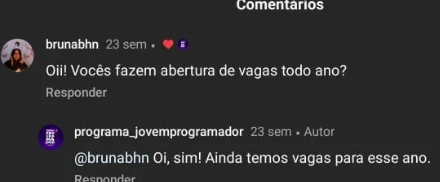 Comentários
brunabhn 23 sem •
Oii! Vocês fazem abertura de vagas todo ano?
Responder
programa_jovemprogramador 23 sem • Autor
@brunabhn Oi, sim! Ainda temos vagas para esse ano.
Responder